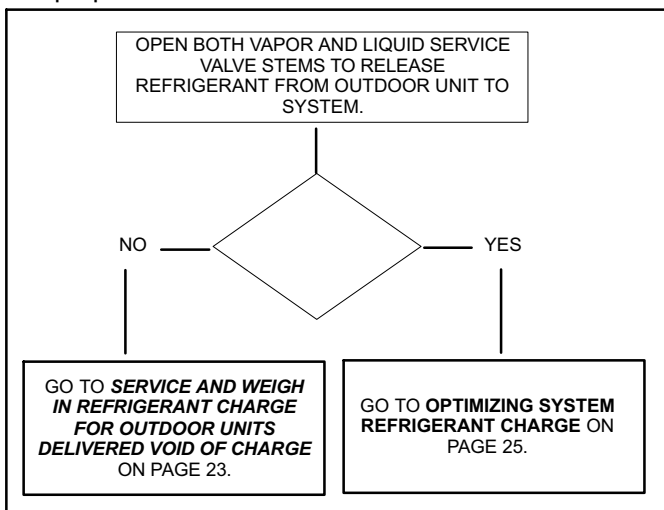 OPEN BOTH VAPOR AND LIQUID SERVICE
VALVE STEMS TO RELEASE
REFRIGERANT FROM OUTDOOR UNIT TO
SYSTEM.
NO
YES
GO TO SERVICE AND WEIGH
IN REFRIGERANT CHARGE
FOR OUTDOOR UNITS
DELIVERED VOID OF CHARGE
ON PAGE 23.
GO TO OPTIMIZING SYSTEM
REFRIGERANT CHARGE ON
PAGE 25.